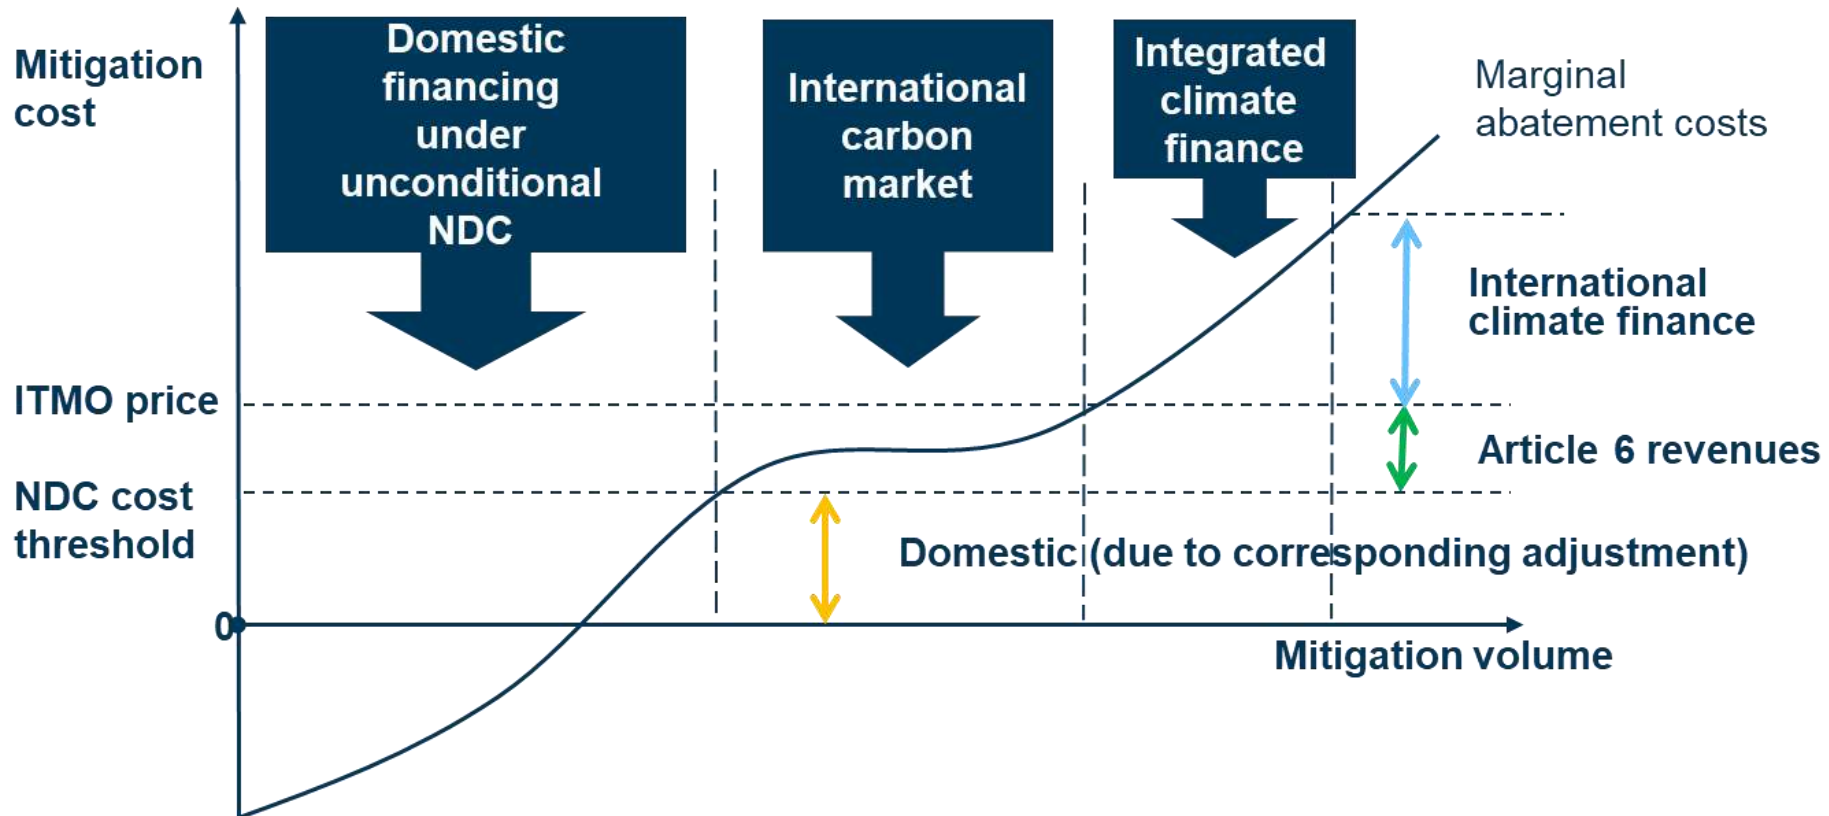 Mitigation
cost
Domestic
financing
under
unconditional
NDC
International
carbon
market
Integrated
climate
finance
Marginal
abatement costs
International
climate finance
ITMO price
Article 6 revenues
NDC cost
threshold
Domestic (due to corresponding adjustment)
0
Mitigation volume